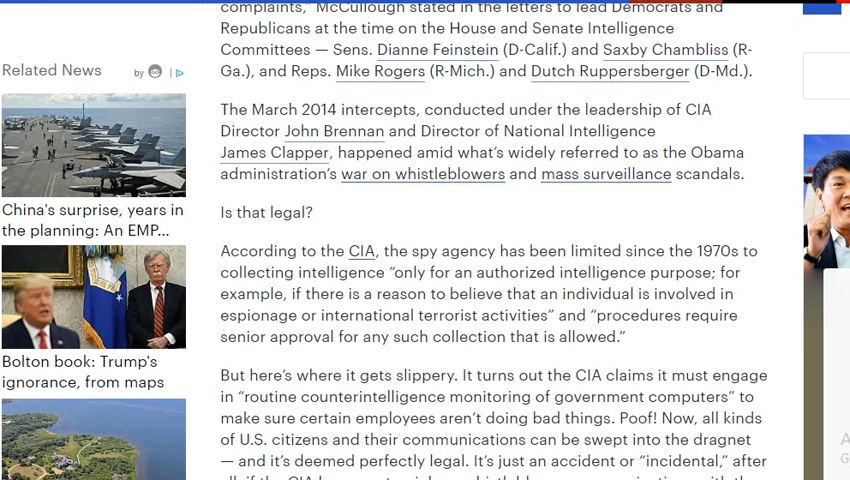 complaints," McCullough stated in the letters to lead Democrats and
Republicans at the time on the House and Senate Intelligence
Committees — Sens. Dianne Feinstein (D-Calif.) and Saxby Chambliss (R-
Ga.), and Reps. Mike Rogers (R-Mich.) and Dutch Ruppersberger (D-Md.).
The March 2014 intercepts, conducted under the leadership of CIA
Director John Brennan and Director of National Intelligence
James Clapper, happened amid what's widely referred to as the Obama
administration's war on whistleblowers and mass surveillance scandals.
Is that legal?
According to the CIA, the spy agency has been limited since the 1970s to
collecting intelligence "only for an authorized intelligence purpose; for
example, if there is a reason to believe that an individual is involved in
espionage or international terrorist activities" and "procedures require
senior approval for any such collection that is allowed."
But here's where it gets slippery. It turns out the CIA claims it must engage
in "routine counterintelligence monitoring of government computers" to
make sure certain employees aren't doing bad things. Poof! Now, all kinds
of U.S. citizens and their communications can be swept into the dragnet
— and it's deemed perfectly legal. It's just an accident or "incidental," after
Related News
by
China's surprise, years in
the planning: An EMP...
Bolton book: Trump's
ignorance, from maps
A
G